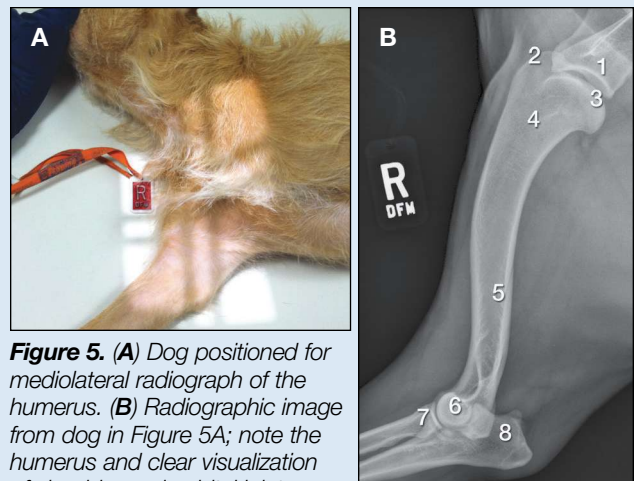 A
R
DFM
B
2
1
3
4
R
DFM
5
6
7
8
Figure 5. (A) Dog positioned for
mediolateral radiograph of the
humerus. (B) Radiographic image
from dog in Figure 5A; note the
humerus and clear visualization